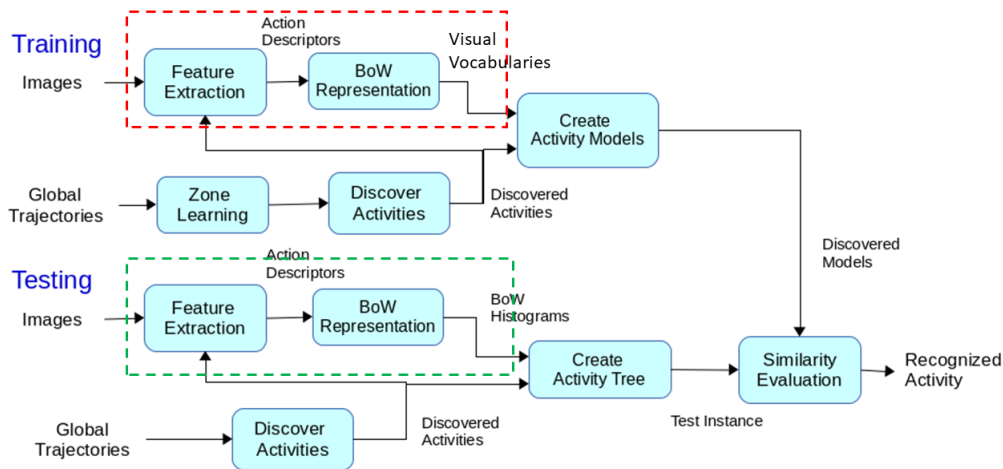 Training
Action
Descriptors
Visual
Vocabularies
Images
Feature
Extraction
BoW
Representation
Create
Activity Models
Global
Trajectories
Zone
Learning
Discover
Activities
Discovered
Activities
Discovered
Models
Testing
Action
Descriptors
Images
Feature
Extraction
BoW
Representation
BoW
Histograms
Create
Activity Tree
Similarity
Evaluation
Recognized
Activity
Test Instance
Global
Trajectories
Discover
Activities
Discovered
Activities